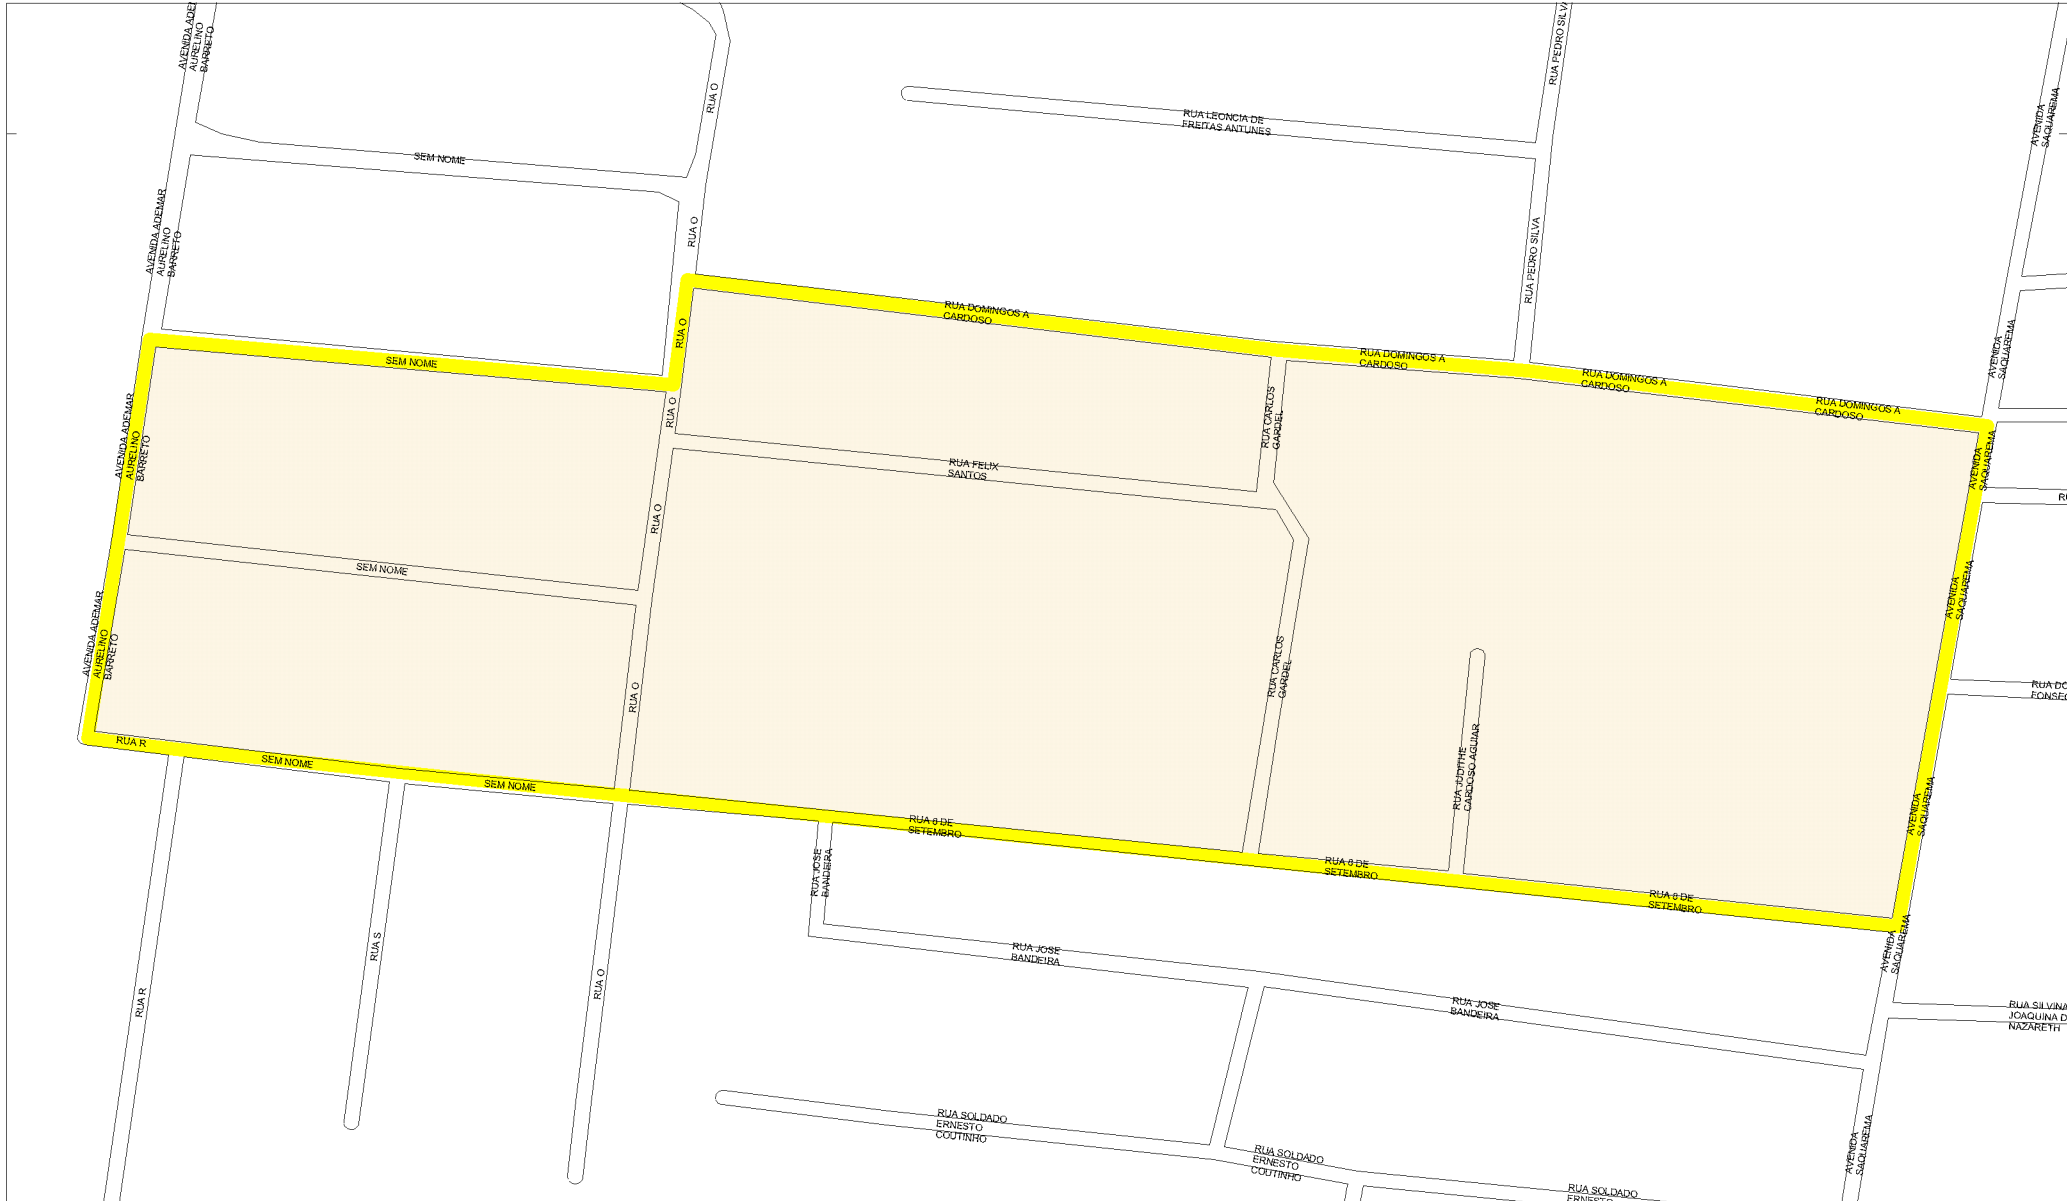 AVENIDA
AURELINO
BARRETO
RUA PEDRO SILVA
RUA O
RUA LEONCIA DE
FREITAS ANTUNES
AVENIDA
SAQUAREMA
SEM NOME
AVENIDA ADEMAR
AURELINO
BARRETO
RUA O
RUA PEDRO SILVA
RUA DOMINGOS A
CARDOSO
RUA O
AVENIDA
SAQUAREMA
SEM NOME
RUA DOMINGOS A
CARDOSO
RUA DOMINGOS A
CARDOSO
RUA DOMINGOS A
CARDOSO
RUA O
RUA CARLOS
GARDEL
AVENIDA ADEMAR
AURELINO
BARRETO
RUA FELIX
SANTOS
AVENIDA
SAQUAREMA
RUA O
SEM NOME
AVENIDA
SAQUAREMA
AVENIDA ADEMAR
AURELINO
BARRETO
RUA O
RUA CARLOS
GARDEL
RUA
RUA R
SEM NOME
SEM NOME
RUA JUDITHE
CARDOSO AGUIAR
AVENIDA
SAQUAREMA
RUA 8 DE
SETEMBRO
RUA JOSE
BANDEIRA
RUA 8 DE
SETEMBRO
RUA 8 DE
SETEMBRO
RUA S
RUA O
RUA R
RUA JOSE
BANDEIRA
AVENIDA
SAQUAREMA
RUA JOSE
BANDEIRA
RUA SILVINA
JOAQUINA D
NAZARETH
RUA SOLDADO
ERNESTO
COUTINHO
RUA SOLDADO
ERNESTO
COUTINHO
AVENIDA
SAQUAREMA
RUA SOLDADO
ERNESTO